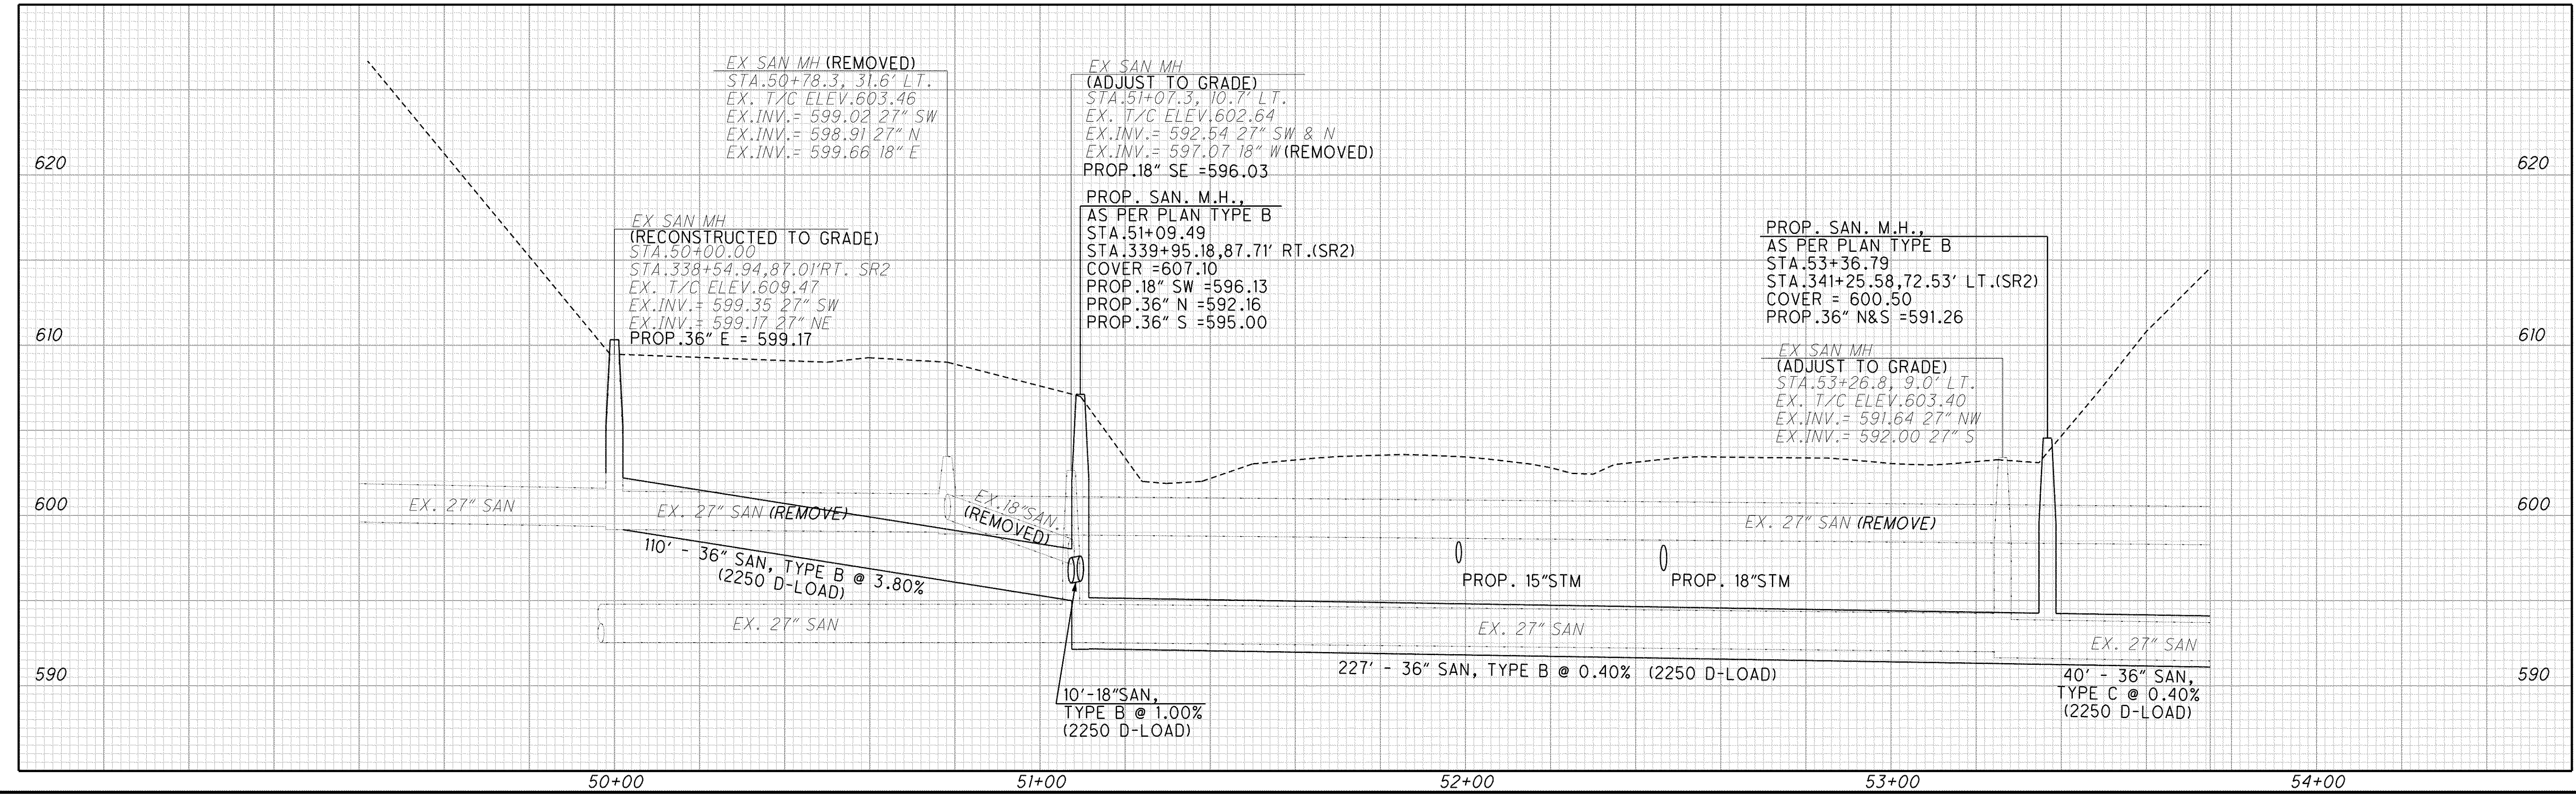 EX SAN MH (REMOVED)
STA.50+78.3, 31.6' LT.
EX. T/C ELEV.603.46
EX.INV.= 599.02 27" SW
EX.INV.= 598.91 27" N
EX.INV.= 599.66 18" E
EX SAN MH
(ADJUST TO GRADE)
STA.51+07.3, 10.7' LT.
EX. T/C ELEV.602.64
EX.INV.= 592.54 27" SW & N
EX.INV.= 597.07 18" W (REMOVED)
PROP.18" SE =596.03
620
620
PROP. SAN. M.H.,
AS PER PLAN TYPE B
STA.51+09.49
STA.339+95.18,87.71' RT.(SR2)
COVER =607.10
PROP.18" SW =596.13
PROP.36" N =592.16
PROP.36" S =595.00
EX SAN MH
(RECONSTRUCTED TO GRADE)
STA.50+00.00
STA.338+54.94,87.01'RT. SR2
EX. T/C ELEV.609.47
EX.INV.= 599.35 27" SW
EX.INV.= 599.17 27" NE
PROP.36" E = 599.17
PROP. SAN. M.H.,
AS PER PLAN TYPE B
STA.53+36.79
STA.341+25.58,72.53' LT.(SR2)
COVER = 600.50
PROP.36" N&S =591.26
610
610
EX SAN MH
(ADJUST TO GRADE)
STA.53+26.8, 9.0' LT.
EX. T/C ELEV.603.40
EX.INV.= 591.64 27" NW
EX.INV.= 592.00 27" S
600
600
EX. 27" SAN
EX. 27" SAN (REMOVE)
EX.18"SAN.
(REMOVED)
EX. 27" SAN (REMOVE)
110' - 36" SAN, TYPE B @ 3.80%
(2250 D-LOAD)
PROP. 15"STM
PROP. 18"STM
EX. 27" SAN
EX. 27" SAN
EX. 27" SAN
590
590
227' - 36" SAN, TYPE B @ 0.40% (2250 D-LOAD)
40' - 36" SAN,
TYPE C @ 0.40%
(2250 D-LOAD)
10'-18"SAN,
TYPE B @ 1.00%
(2250 D-LOAD)
50+00
51+00
52+00
53+00
54+00